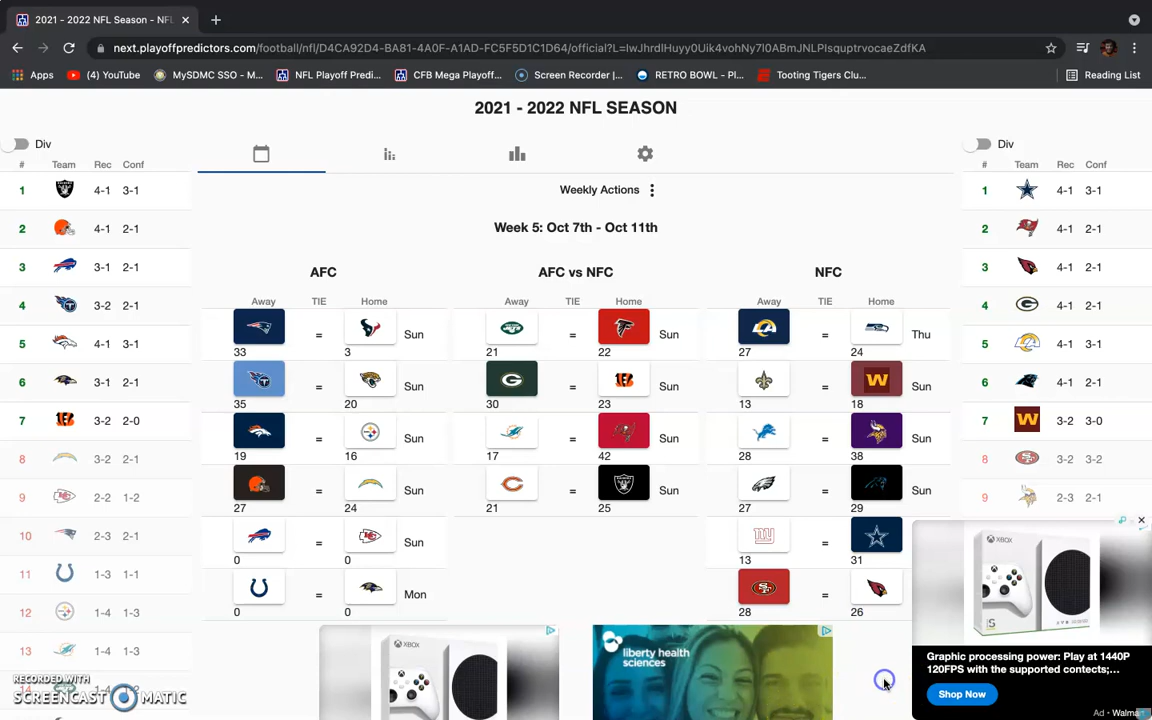 2021 - 2022 NFL Season - NFL
next.playoffpredictors.com/football/nfl/D4CA92D4-BA81-4A0F-A1AD-FC5F5D1C1D64/official?L=IwJhrdIHuyy0Uik4vohNy7l0ABmJNLPIsquptrvocaeZdfKA
Apps (4) YouTube MySDMC SSO - M... NFL Playoff Predi... CFB Mega Playoff... Screen Recorder |... RETRO BOWL - Pl... Tooting Tigers Clu... Reading List
2021 - 2022 NFL SEASON
Div Div
# Team Rec Conf # Team Rec Conf
1 4-1 3-1 Weekly Actions 1 4-1 3-1
2 4-1 2-1 Week 5: Oct 7th - Oct 11th 2 4-1 2-1
3 3-1 2-1 AFC AFC vs NFC NFC 3 4-1 2-1
4 3-2 2-1 Away TIE Home Away TIE Home Away TIE Home 4 4-1 2-1
= Sun = Sun = Thu
5 4-1 3-1 33 3 21 22 27 24 5 4-1 3-1
6 3-1 2-1 = Sun = Sun = W Sun 6 4-1 2-1
35 20 30 23 13 18
7 3-2 2-0 = Sun = Sun = Sun 7 W 3-2 3-0
19 16 17 42 28 38
8 3-2 2-1 8 3-2 3-2
9 2-2 1-2 = Sun = Sun = Sun 9 2-3 2-1
27 24 21 25 27 29
10 2-3 2-1 = Sun =
0 0 13 31
11 1-3 1-1 = Mon =
12 1-4 1-3 0 0 28 26
13 1-4 1-3
RECORDED WITH
SCREENCAST MATIC
XBOX
liberty health
sciences
XBOX
S
Graphic processing power: Play at 1440P
120FPS with the supported contects;...
Shop Now
Ad • Walma